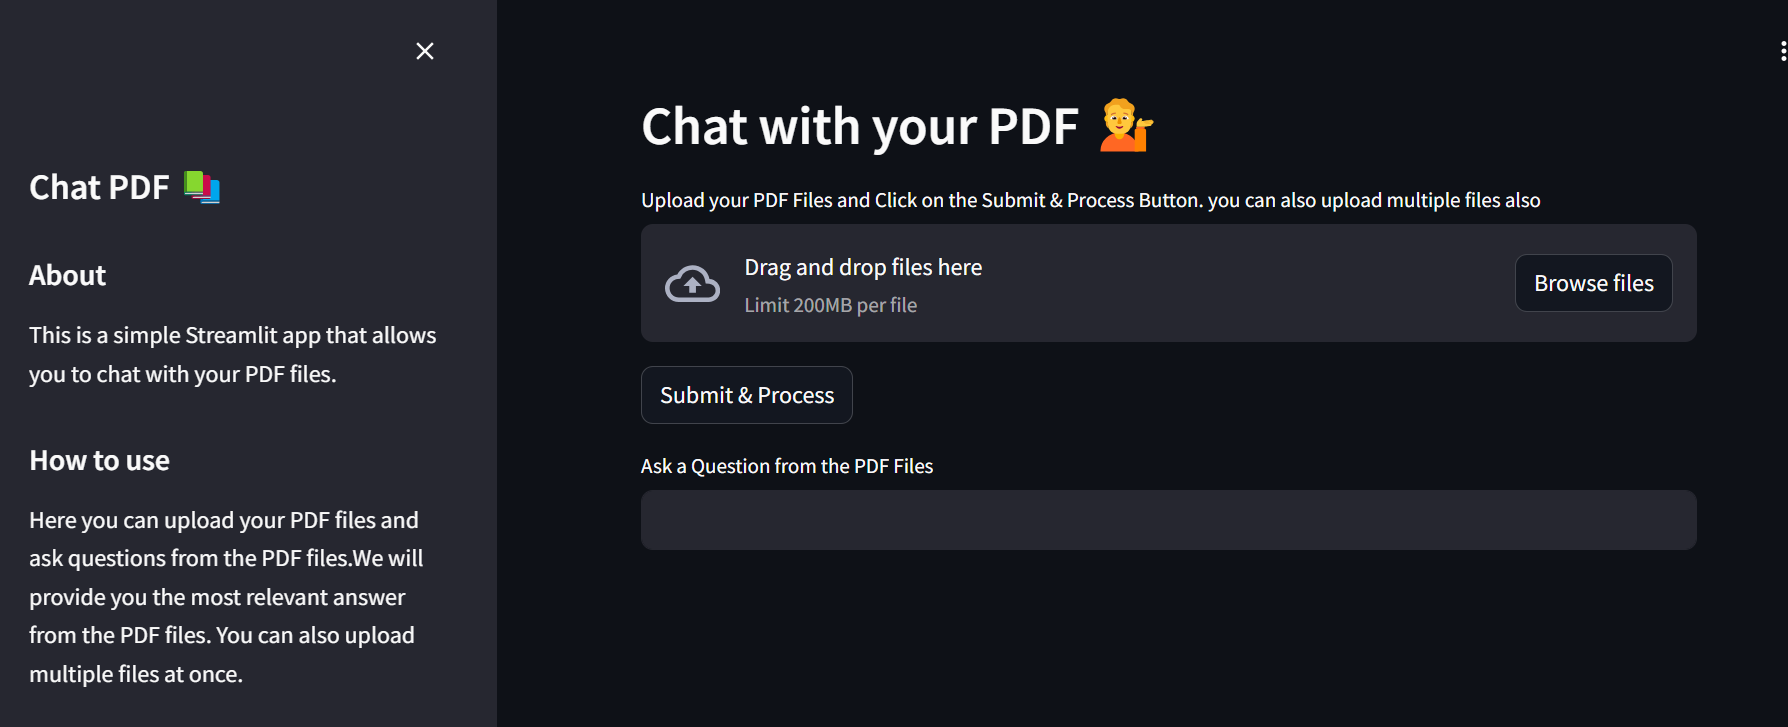 Chat PDF
About
This is a simple Streamlit app that allows
you to chat with your PDF files.
How to use
Here you can upload your PDF files and
ask questions from the PDF files.We will
provide you the most relevant answer
from the PDF files. You can also upload
multiple files at once.
Chat with your PDF
Upload your PDF Files and Click on the Submit & Process Button. you can also upload multiple files also
Drag and drop files here
Limit 200MB per file
Browse files
Submit & Process
Ask a Question from the PDF Files